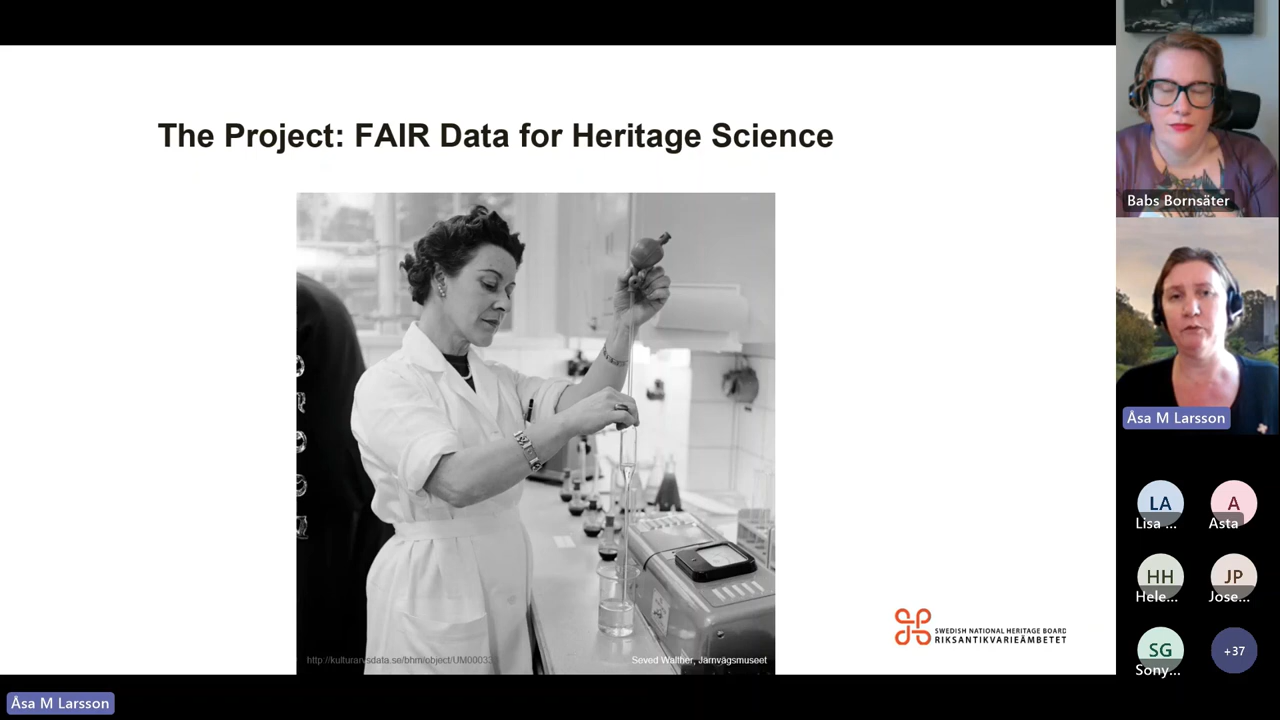 The Project: FAIR Data for Heritage Science
http://kulturarvsdata.se/bhm/object/UM00033
Seved Walther, Järnvägsmuseet
SWEDISH NATIONAL HERITAGE BOARD
RIKSANTIKVARIEÄMBETET
Babs Bornsäter
Åsa M Larsson
LA
Lisa ...
A
Asta
HH
Hele...
JP
Jose...
SG
Sony...
+37
Åsa M Larsson